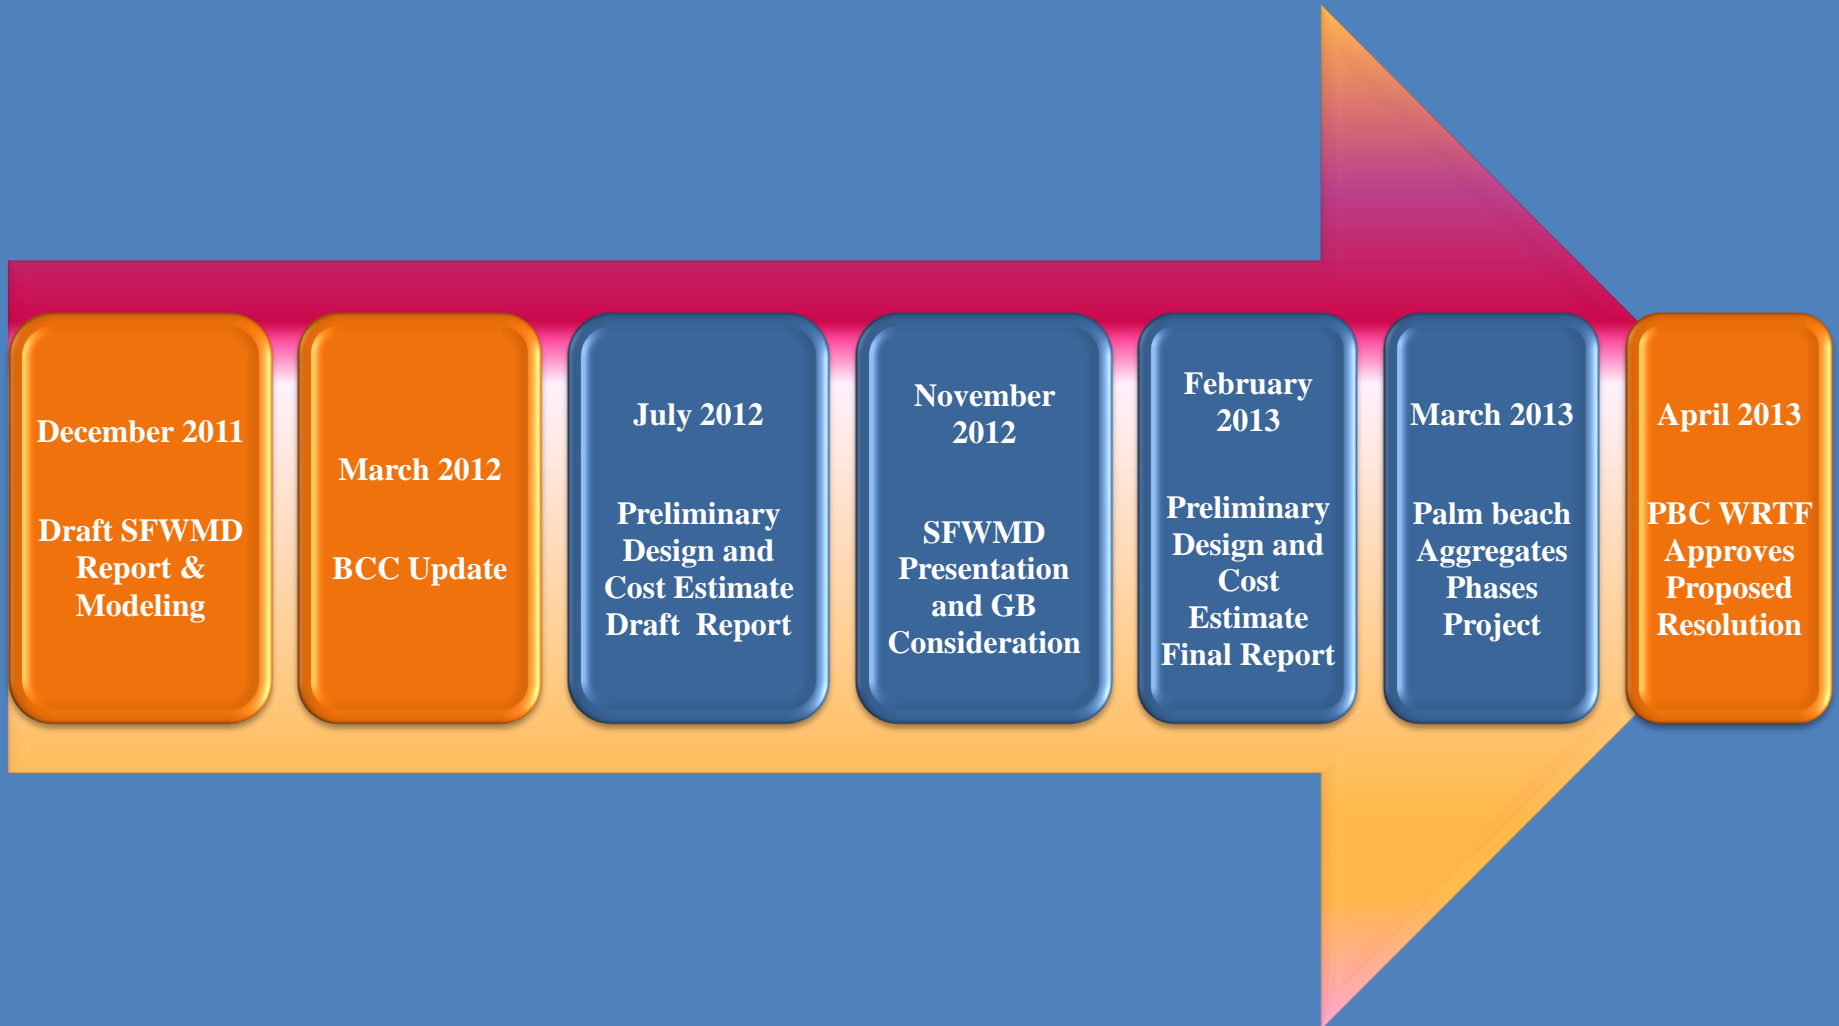 December 2011
Draft SFWMD
Report &
Modeling
March 2012
BCC Update
July 2012
Preliminary
Design and
Cost Estimate
Draft  Report
November
2012
SFWMD
Presentation
and GB
Consideration
February
2013
Preliminary
Design and
Cost
Estimate
Final Report
March 2013
Palm beach
Aggregates
Phases
Project
April 2013
PBC WRTF
Approves
Proposed
Resolution